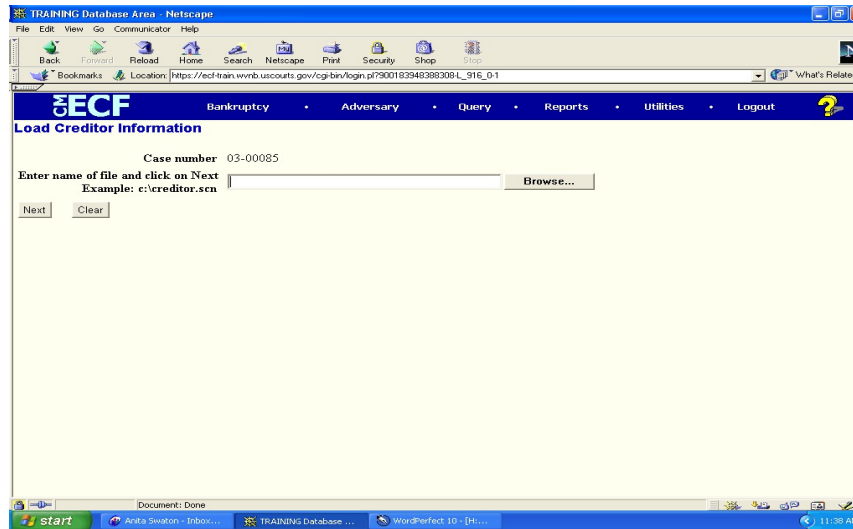 TRAINING Database Area - Netscape
File Edit View Go Communicator Help
Back Forward Reload Home Search Netscape Print Security Shop Stop
Bookmarks Location: https://ecf-train.wvnb.uscourts.gov/cgi-bin/login.pl?900183948388308-L_916_0-1 What's Relate
CM ECF Bankruptcy • Adversary • Query • Reports • Utilities • Logout ?
Load Creditor Information
Case number 03-00085
Enter name of file and click on Next Browse...
Example: c:\creditor.scn
Next Clear
Document: Done
start Anita Swaton - Inbox... TRAINING Database ... WordPerfect 10 - [H:... 11:38 A